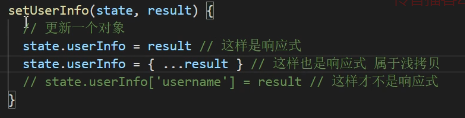 setUserInfo(state, result) {
// 更新一个对象
state.userInfo = result // 这样是响应式
state.userInfo = { ...result } // 这样也是响应式 属于浅拷贝
// state.userInfo['username'] = result // 这样才不是响应式
}